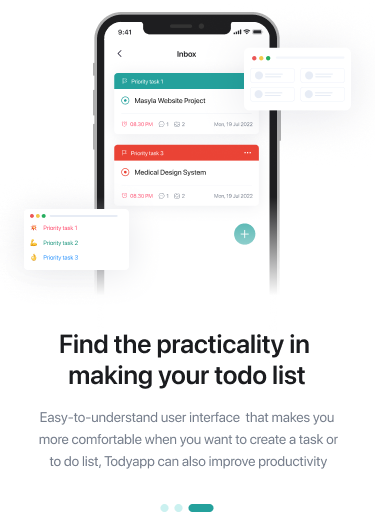 9:41
Inbox
Priority task 1
Masyla Website Project
08.30 PM 1 2 Mon, 19 Jul 2022
Priority task 3
Medical Design System
08.30 PM 1 2 Mon, 19 Jul 2022
Priority task 1
Priority task 2
Priority task 3
Find the practicality in
making your todo list
Easy-to-understand user interface  that makes you
more comfortable when you want to create a task or
to do list, Todyapp can also improve productivity